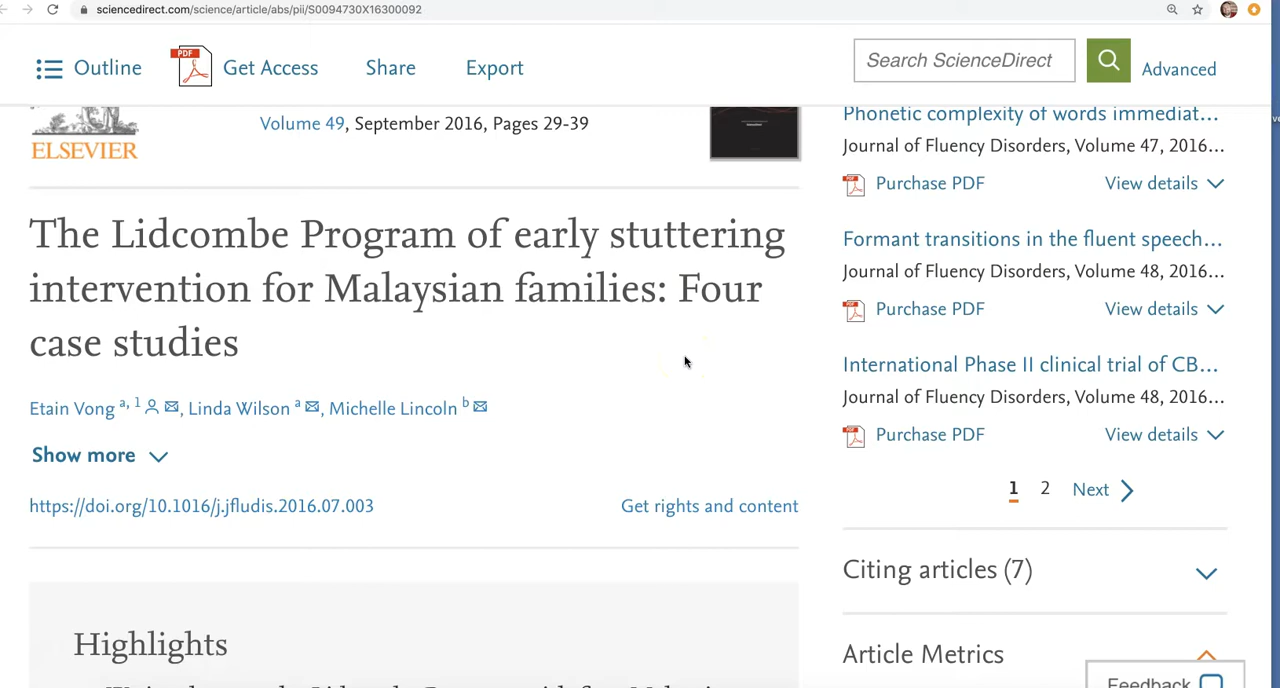 sciencedirect.com/science/article/abs/pii/S0094730X16300092
Outline
PDF
Get Access
Share
Export
Search ScienceDirect
Advanced
ELSEVIER
Volume 49, September 2016, Pages 29-39
The Lidcombe Program of early stuttering
intervention for Malaysian families: Four
case studies
Etain Vong a, 1, Linda Wilson a, Michelle Lincoln b
Show more
https://doi.org/10.1016/j.jfludis.2016.07.003
Get rights and content
Highlights
Phonetic complexity of words immediat...
Journal of Fluency Disorders, Volume 47, 2016...
PDF
Purchase PDF
View details
Formant transitions in the fluent speech...
Journal of Fluency Disorders, Volume 48, 2016...
PDF
Purchase PDF
View details
International Phase II clinical trial of CB...
Journal of Fluency Disorders, Volume 48, 2016...
PDF
Purchase PDF
View details
1 2 Next
Citing articles (7)
Article Metrics
Feedback